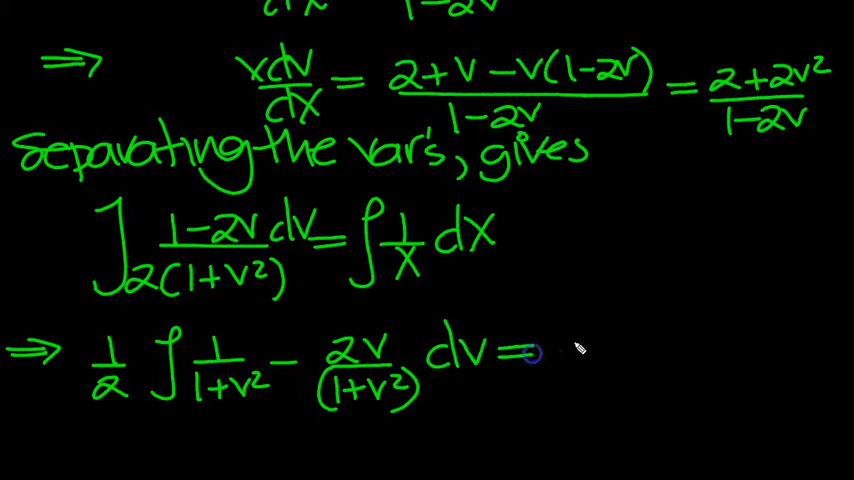 ⇒ xdv/dx = (2+v-v(1-2v))/(1-2v) = (2+2v²)/(1-2v)
Separating the var's, gives
∫ (1-2v)/(2(1+v²)) dv = ∫ 1/x dx
⇒ 1/2 ∫ 1/(1+v²) - 2v/(1+v²) dv =